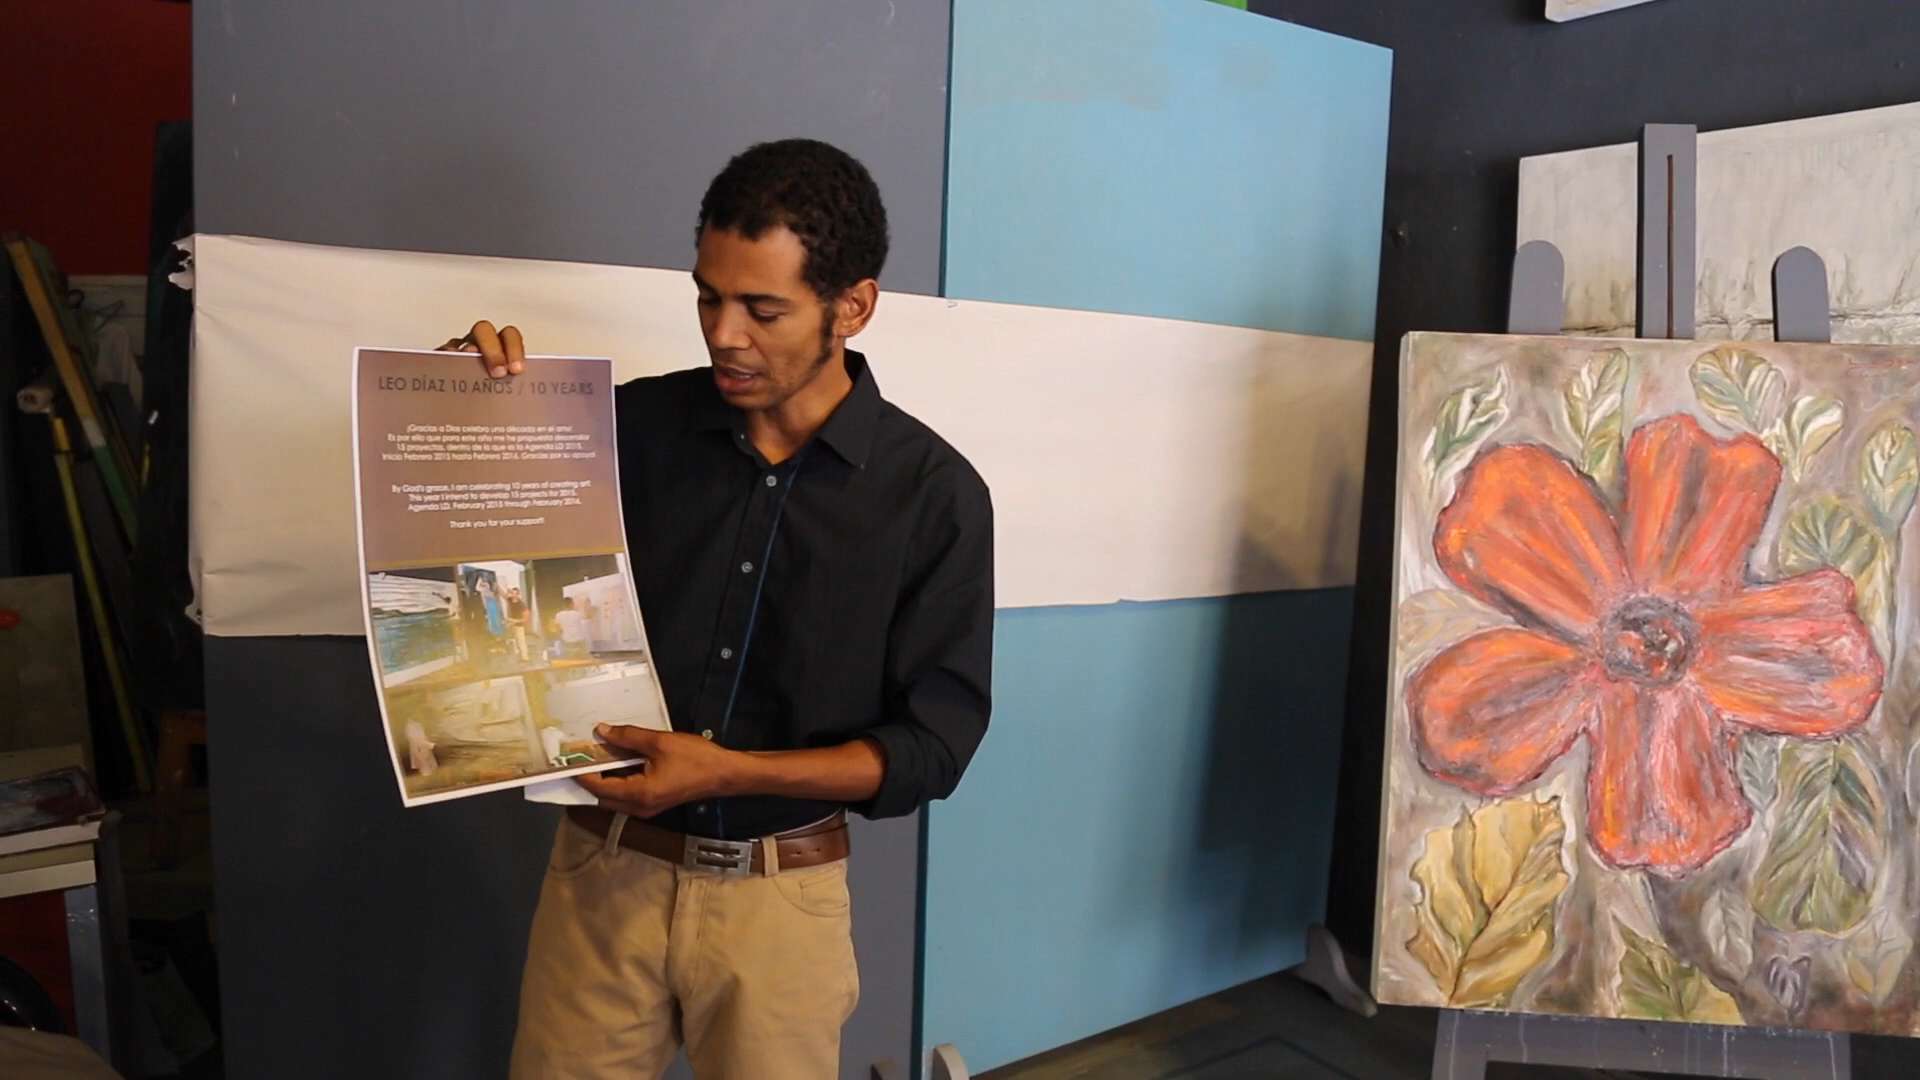 LEO DÍAZ 10 AÑOS / 10 YEARS
¡Gracias a Dios celebro una década en el arte!
Es por ello que para este año me he propuesto desarrollar
15 proyectos, dentro de lo que es la Agenda LD 2015.
Inicia Febrero 2015 hasta Febrero 2016. Gracias por su apoyo!
By God's grace, I am celebrating 10 years of creating art!
This year I intend to develop 15 projects for 2015.
Agenda LD, February 2015 through February 2016.
Thank you for your support!